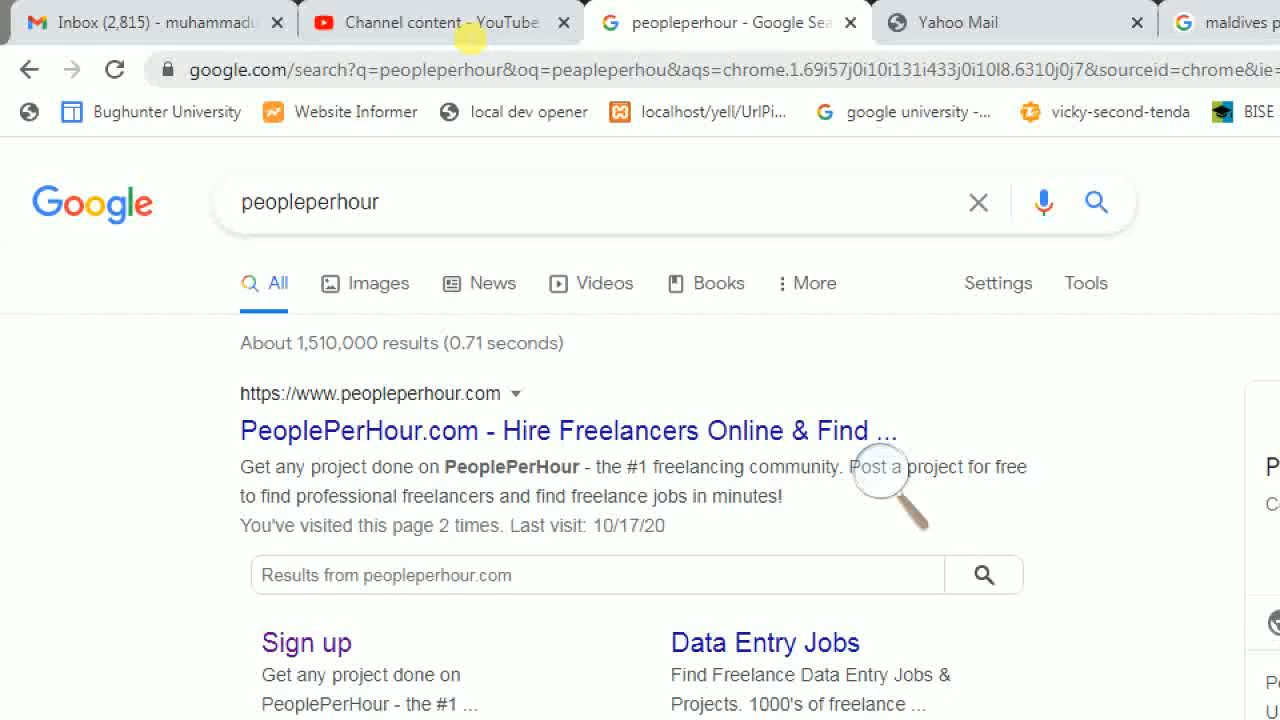 Inbox (2,815) - muhammadu
Channel content - YouTube
peopleperhour - Google Sea
Yahoo Mail
maldives p
google.com/search?q=peopleperhour&oq=peapleperhou&aqs=chrome.1.69i57j0i10i131i433j0i10l8.6310j0j7&sourceid=chrome&ie=
Bughunter University
Website Informer
local dev opener
localhost/yell/UrlPi...
google university -...
vicky-second-tenda
BISE
Google
peopleperhour
All
Images
News
Videos
Books
More
Settings
Tools
About 1,510,000 results (0.71 seconds)
https://www.peopleperhour.com
PeoplePerHour.com - Hire Freelancers Online & Find ...
Get any project done on PeoplePerHour - the #1 freelancing community. Post a project for free
to find professional freelancers and find freelance jobs in minutes!
You've visited this page 2 times. Last visit: 10/17/20
Results from peopleperhour.com
Sign up
Get any project done on
PeoplePerHour - the #1 ...
Data Entry Jobs
Find Freelance Data Entry Jobs &
Projects. 1000's of freelance ...